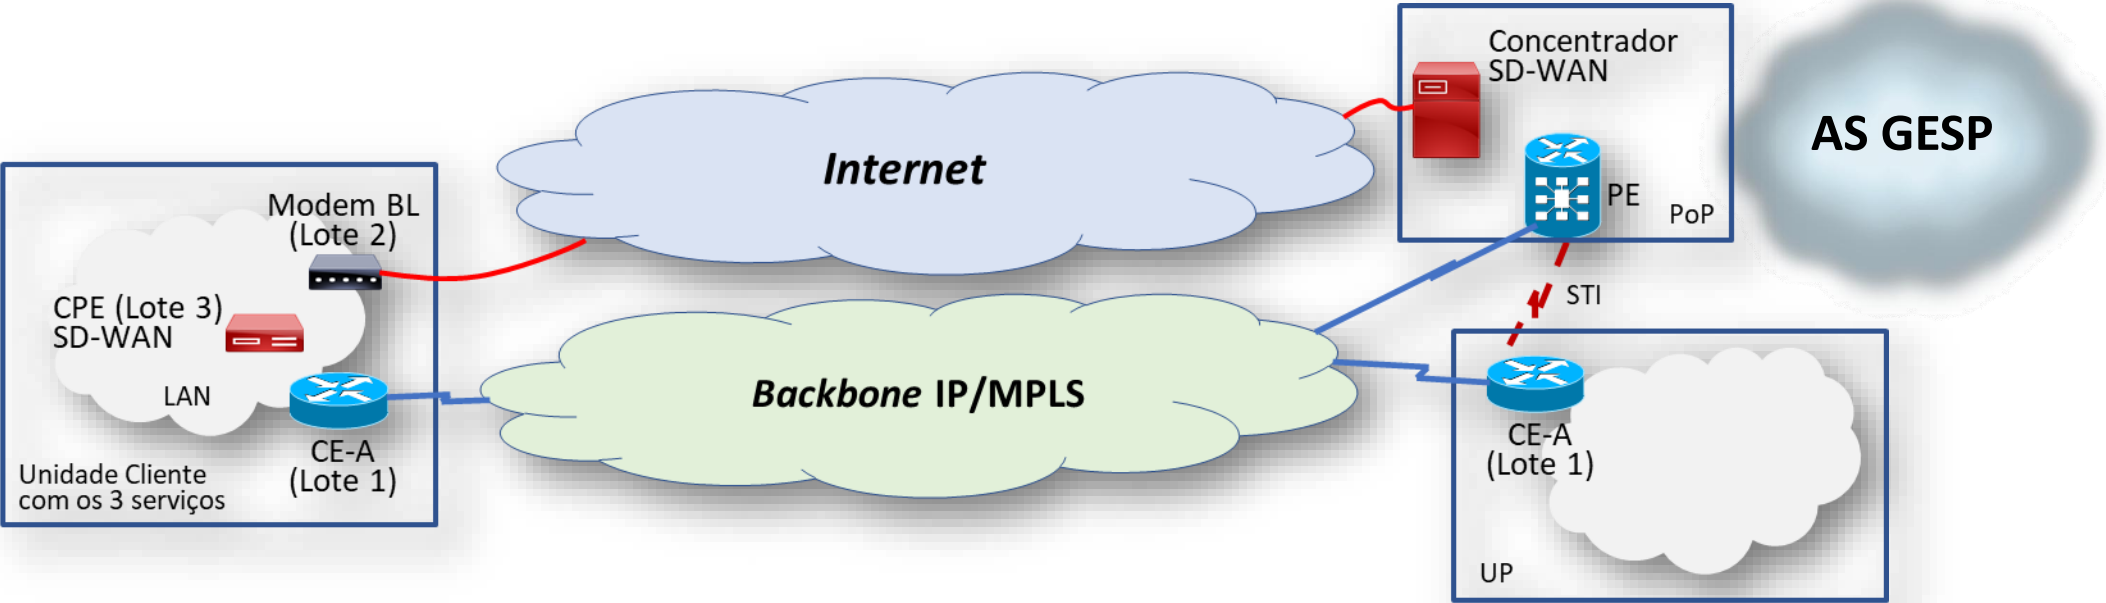 Concentrador
SD-WAN
AS GESP
Internet
PE
PoP
Modem BL
(Lote 2)
CPE (Lote 3)
SD-WAN
STI
LAN
Backbone IP/MPLS
CE-A
(Lote 1)
CE-A
(Lote 1)
Unidade Cliente
com os 3 serviços
UP